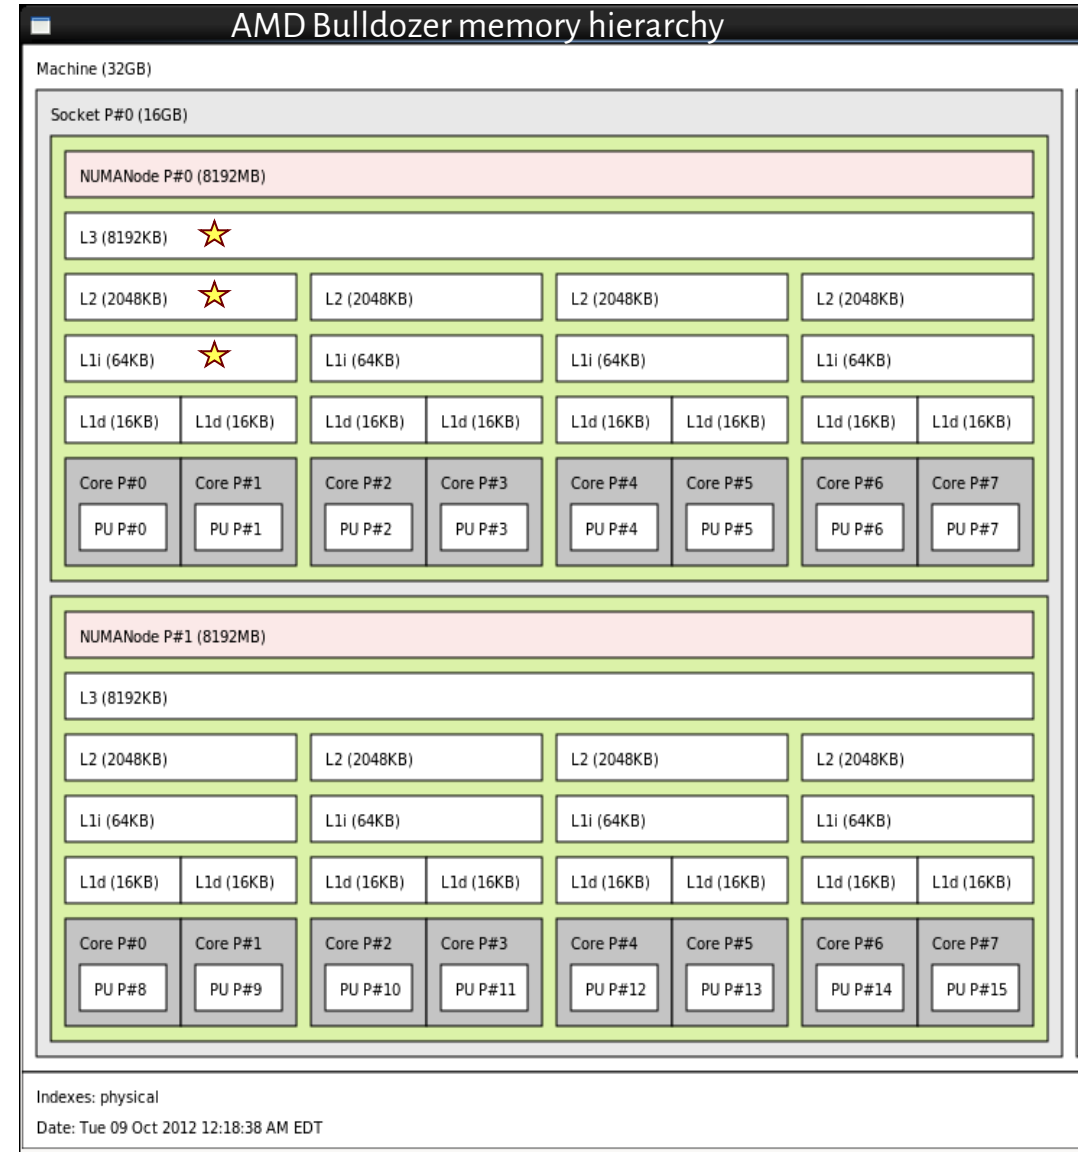 AMD Bulldozer memory hierarchy
Machine (32GB)
Socket P#0 (16GB)
NUMANode P#0 (8192MB)
L3 (8192KB)
L2 (2048KB) L2 (2048KB) L2 (2048KB) L2 (2048KB)
L1i (64KB) L1i (64KB) L1i (64KB) L1i (64KB)
L1d (16KB) L1d (16KB) L1d (16KB) L1d (16KB) L1d (16KB) L1d (16KB) L1d (16KB) L1d (16KB)
Core P#0 Core P#1 Core P#2 Core P#3 Core P#4 Core P#5 Core P#6 Core P#7
PU P#0 PU P#1 PU P#2 PU P#3 PU P#4 PU P#5 PU P#6 PU P#7
NUMANode P#1 (8192MB)
L3 (8192KB)
L2 (2048KB) L2 (2048KB) L2 (2048KB) L2 (2048KB)
L1i (64KB) L1i (64KB) L1i (64KB) L1i (64KB)
L1d (16KB) L1d (16KB) L1d (16KB) L1d (16KB) L1d (16KB) L1d (16KB) L1d (16KB) L1d (16KB)
Core P#0 Core P#1 Core P#2 Core P#3 Core P#4 Core P#5 Core P#6 Core P#7
PU P#8 PU P#9 PU P#10 PU P#11 PU P#12 PU P#13 PU P#14 PU P#15
Indexes: physical
Date: Tue 09 Oct 2012 12:18:38 AM EDT